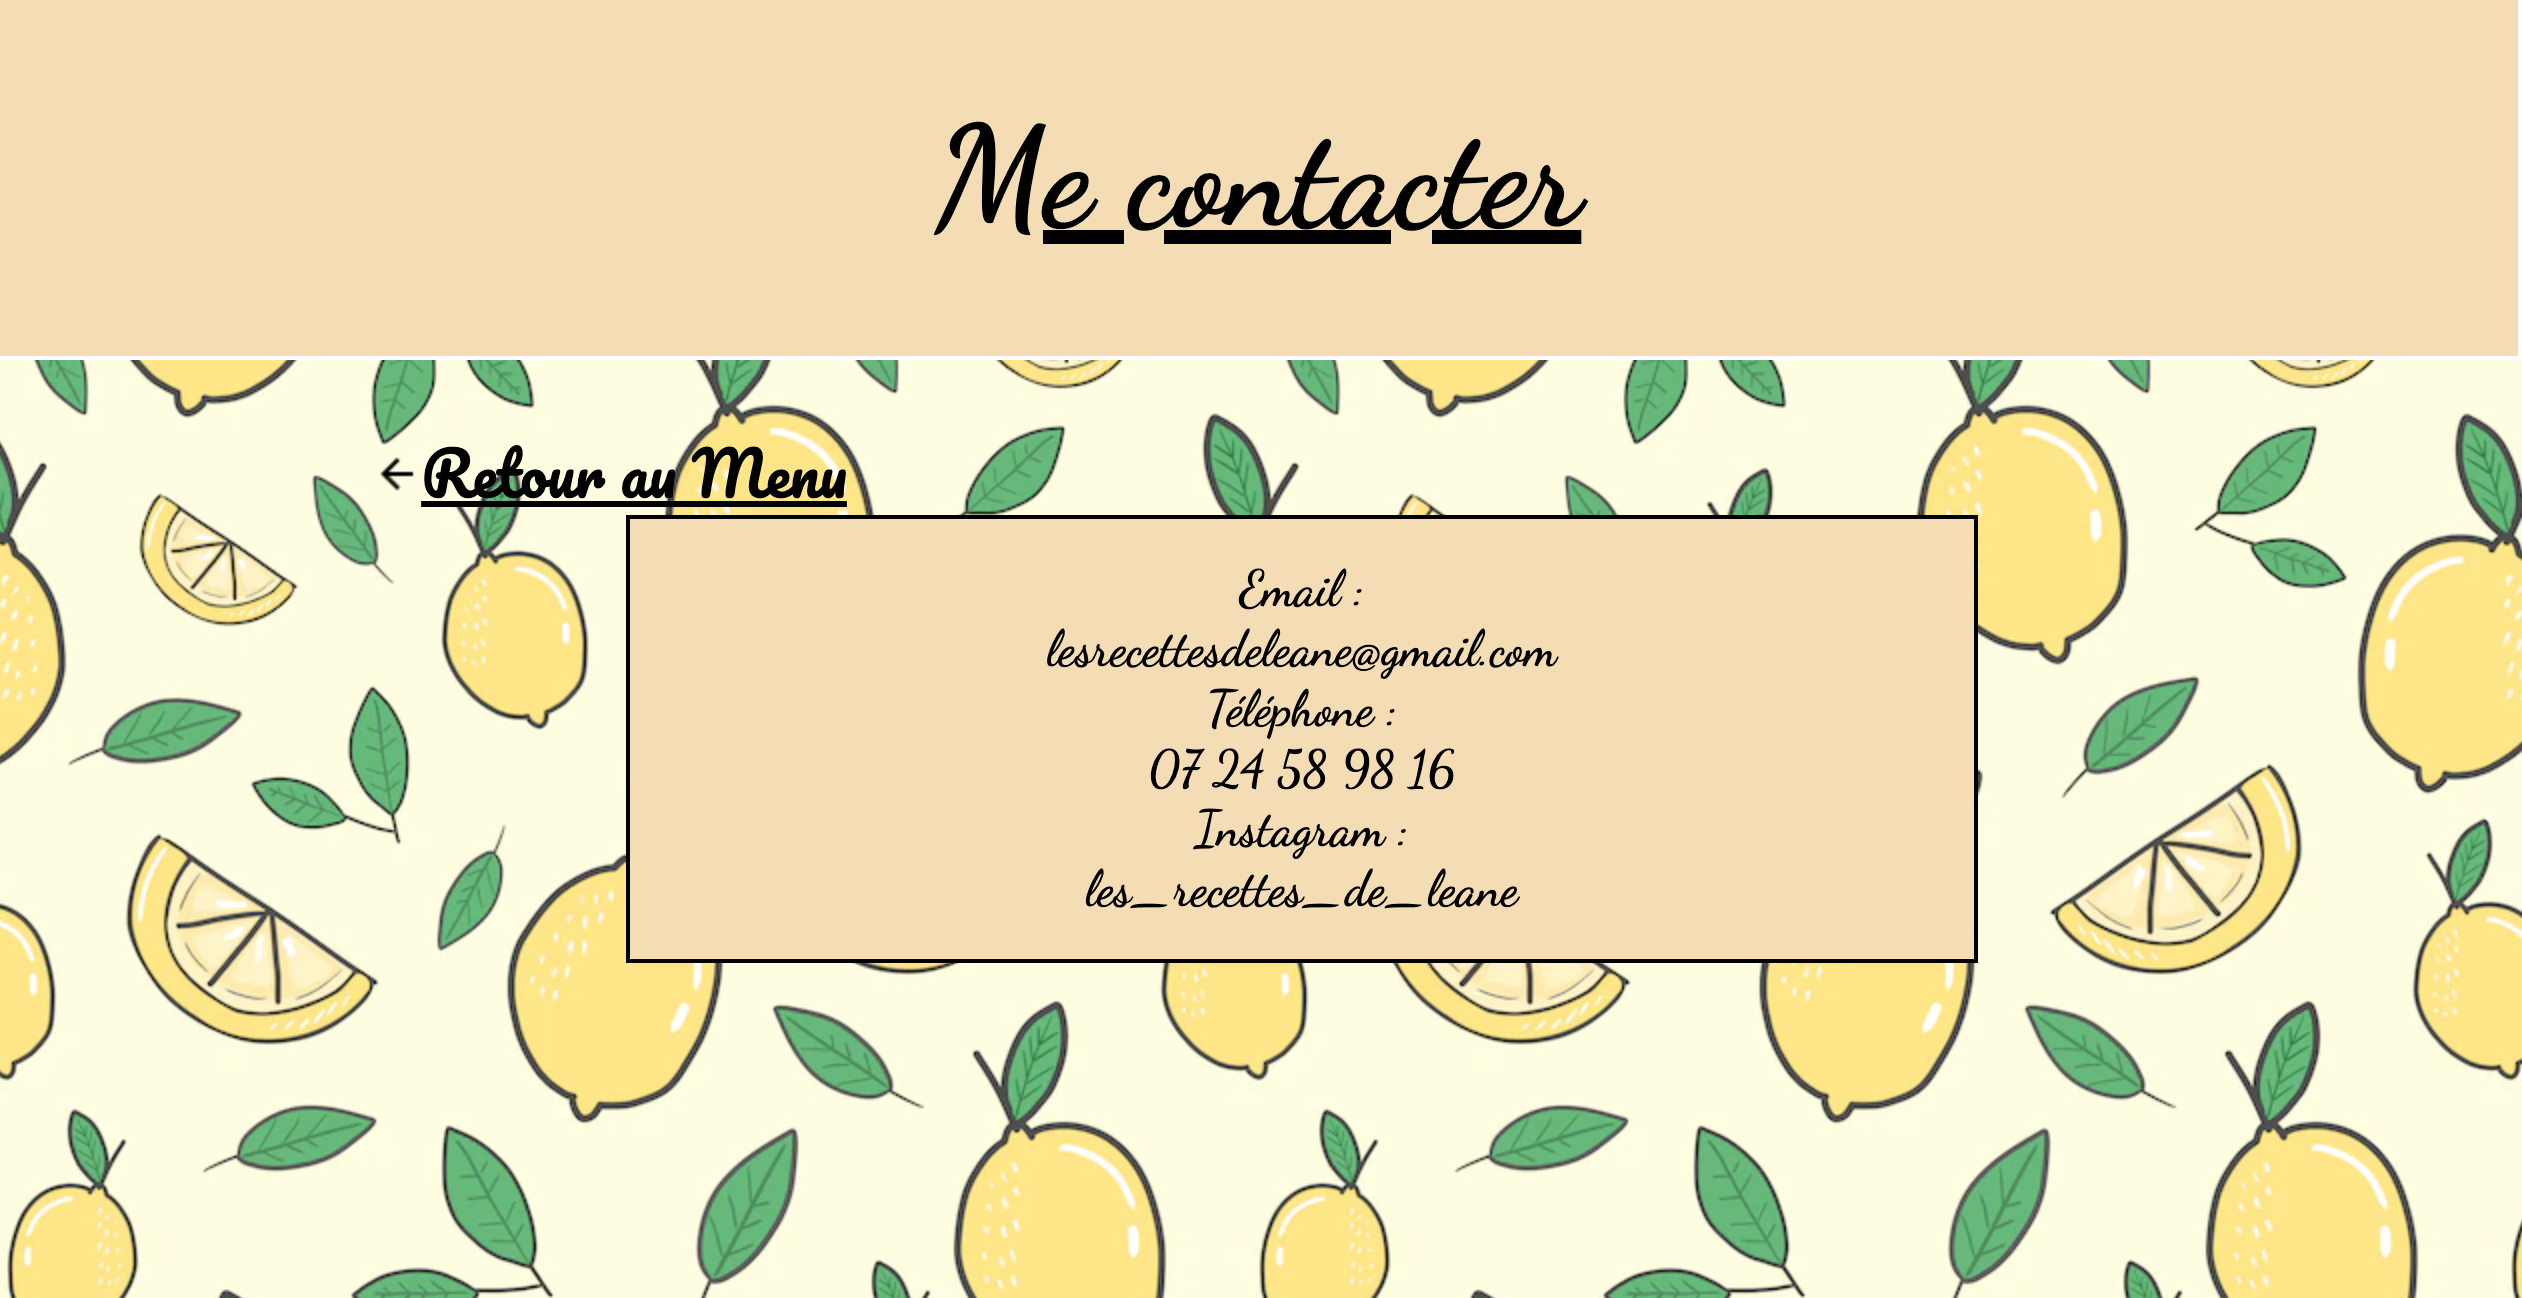 Me contacter
← Retour au Menu
Email :
lesrecettesdeleane@gmail.com
Téléphone :
07 24 58 98 16
Instagram :
les_recettes_de_leane